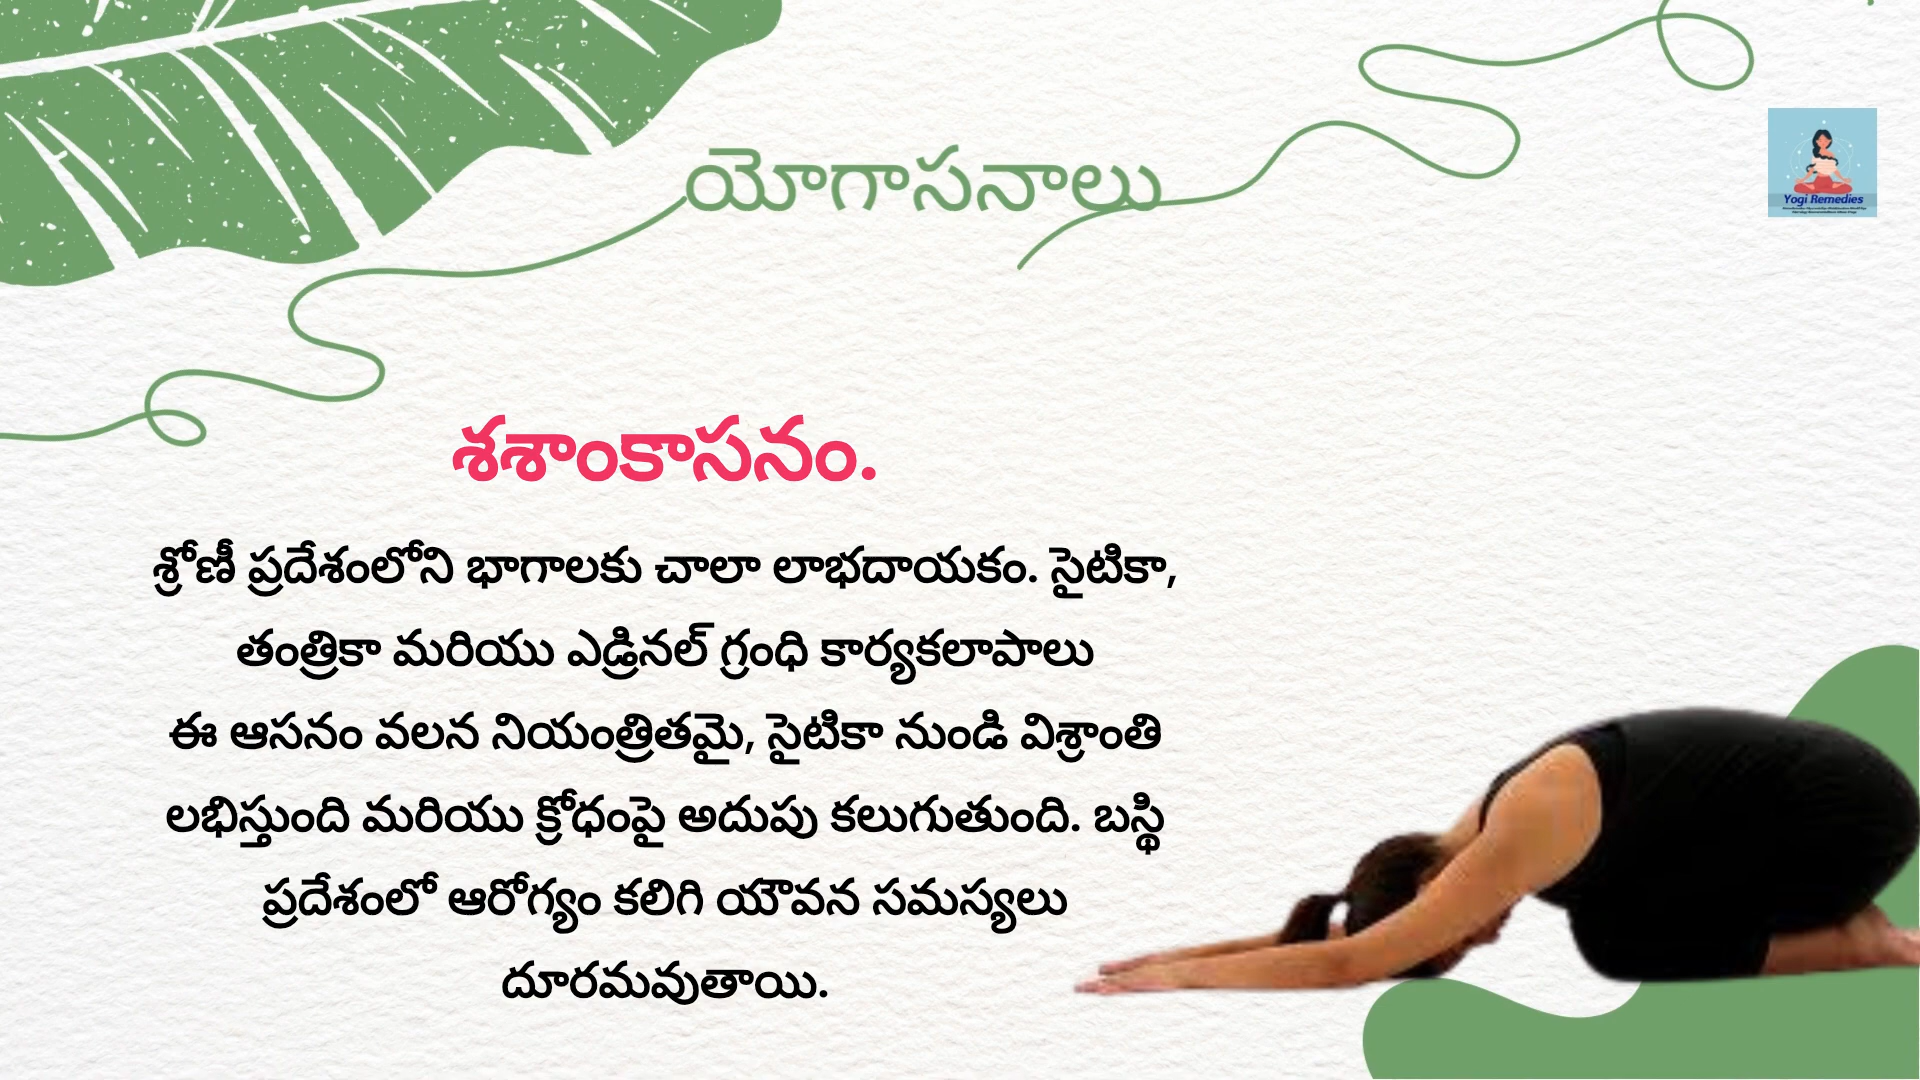 యోగాసనాలు
Yogi Remedies
శశాంకాసనం.
శ్రోణీ ప్రదేశంలోని భాగాలకు చాలా లాభదాయకం. సైటికా,
తంత్రికా మరియు ఎడ్రినల్ గ్రంధి కార్యకలాపాలు
ఈ ఆసనం వలన నియంత్రితమై, సైటికా నుండి విశ్రాంతి
లభిస్తుంది మరియు క్రోధంపై అదుపు కలుగుతుంది. బస్థి
ప్రదేశంలో ఆరోగ్యం కలిగి యౌవన సమస్యలు
దూరమవుతాయి.